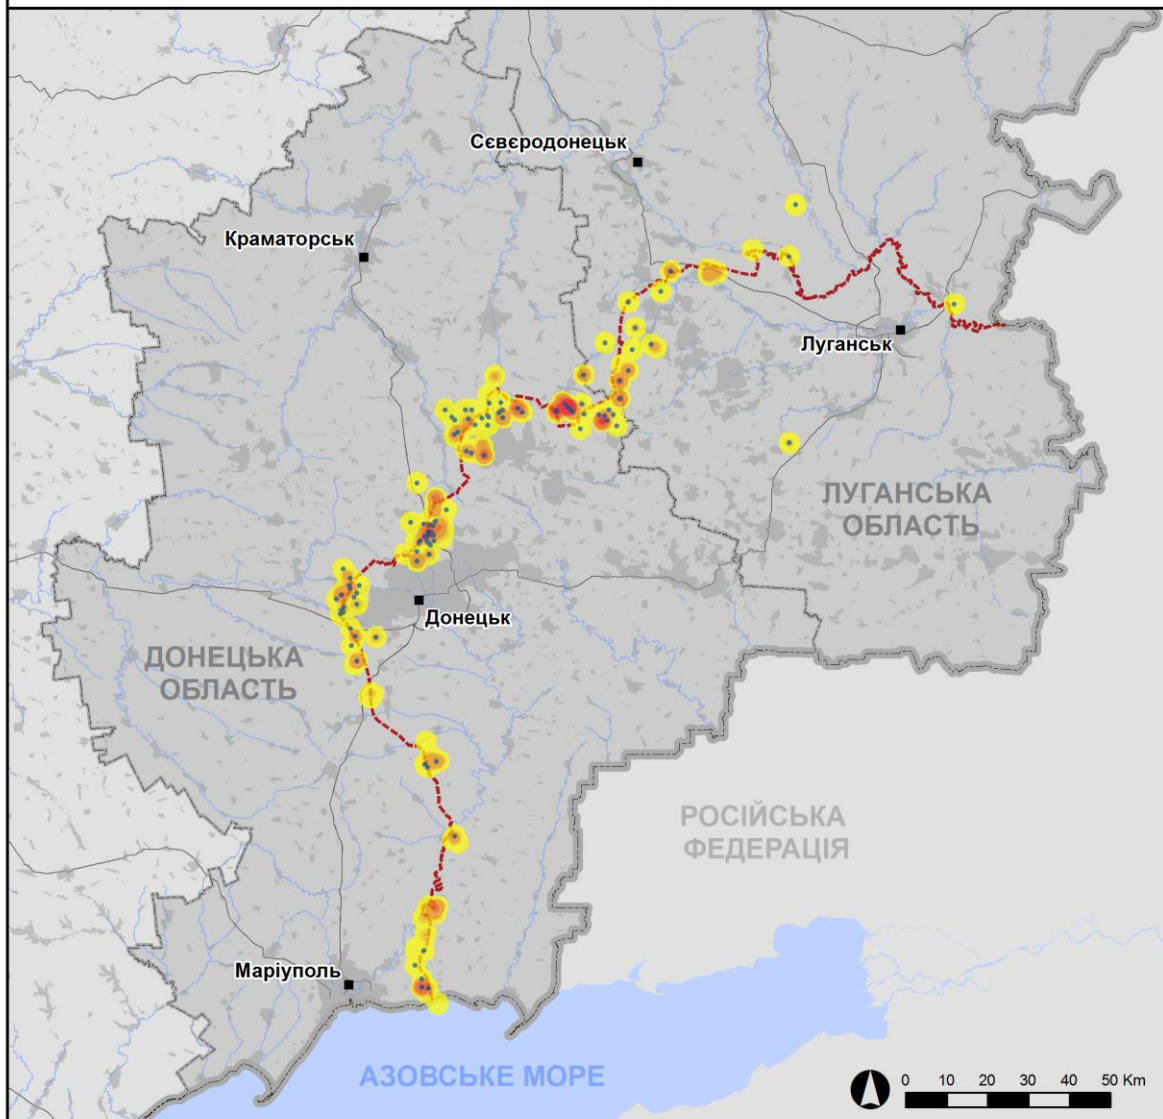 Сєвєродонецьк
Краматорськ
Луганськ
ЛУГАНСЬКА
ОБЛАСТЬ
Донецьк
ДОНЕЦЬКА
ОБЛАСТЬ
РОСІЙСЬКА
ФЕДЕРАЦІЯ
Маріуполь
АЗОВСЬКЕ МОРЕ
0 10 20 30 40 50 Km